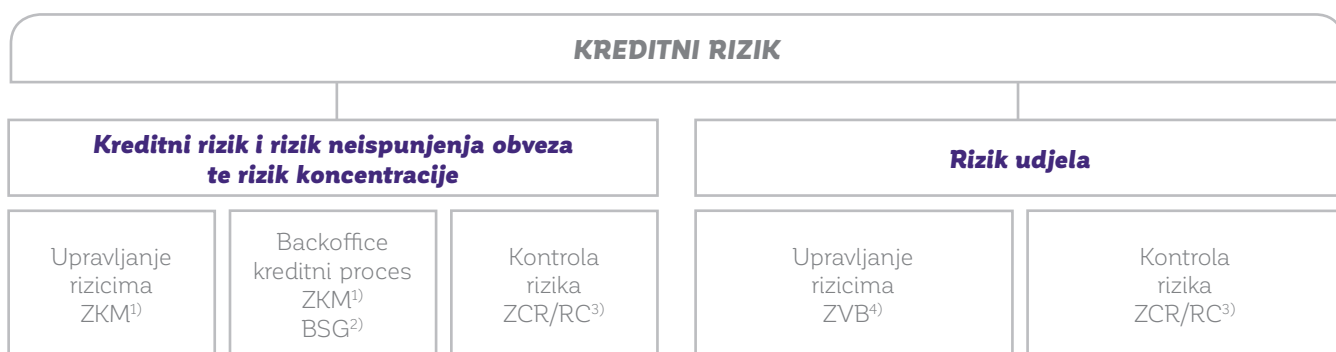 KREDITNI RIZIK
Kreditni rizik i rizik neispunjenja obveza
te rizik koncentracije
Rizik udjela
Upravljanje
rizicima
ZKM¹⁾
Backoffice
kreditni proces
ZKM¹⁾
BSG²⁾
Kontrola
rizika
ZCR/RC³⁾
Upravljanje
rizicima
ZVB⁴⁾
Kontrola
rizika
ZCR/RC³⁾